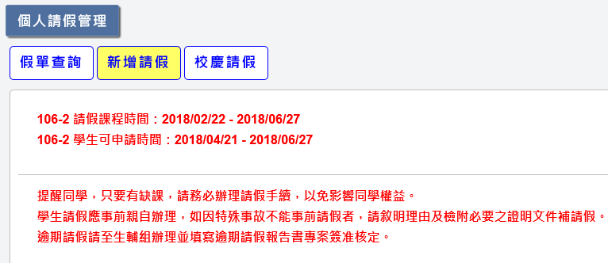 個人請假管理
假單查詢 新增請假 校慶請假
106-2 請假課程時間：2018/02/22 - 2018/06/27
106-2 學生可申請時間：2018/04/21 - 2018/06/27
提醒同學，只要有缺課，請務必辦理請假手續，以免影響同學權益。
學生請假應事前親自辦理，如因特殊事故不能事前請假者，請敘明理由及檢附必要之證明文件補請假。
逾期請假請至生輔組辦理並填寫逾期請假報告書專案簽准核定。